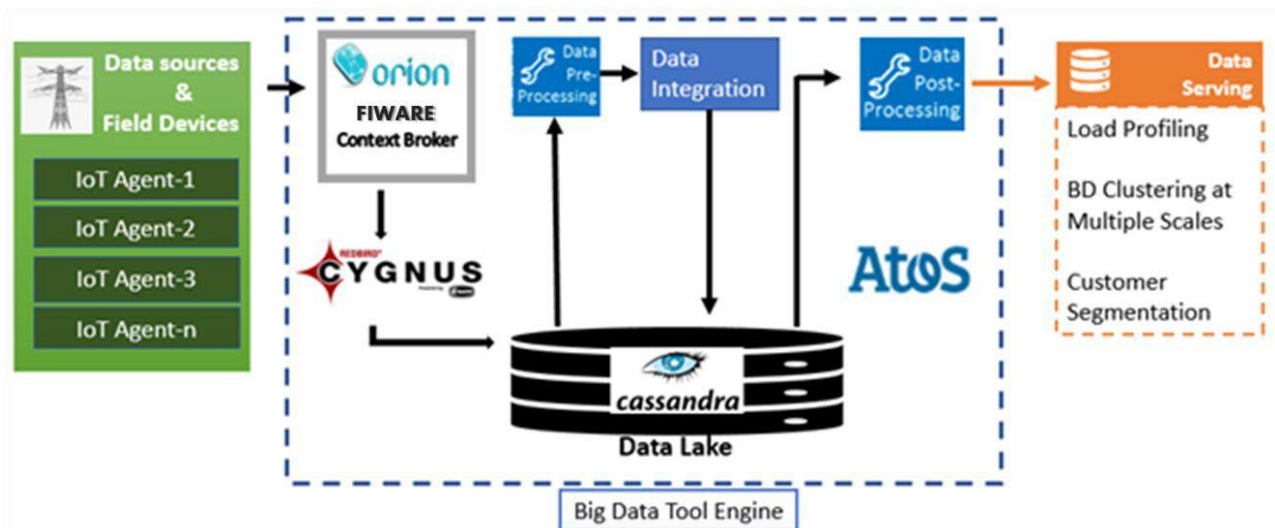 Data sources
&
Field Devices
IoT Agent-1
IoT Agent-2
IoT Agent-3
IoT Agent-n
orion
FIWARE
Context Broker
REDBIRD
CYGNUS
Data
Pre-
Processing
Data
Integration
Data
Post-
Processing
Atos
cassandra
Data Lake
Big Data Tool Engine
Data
Serving
Load Profiling
BD Clustering at
Multiple Scales
Customer
Segmentation